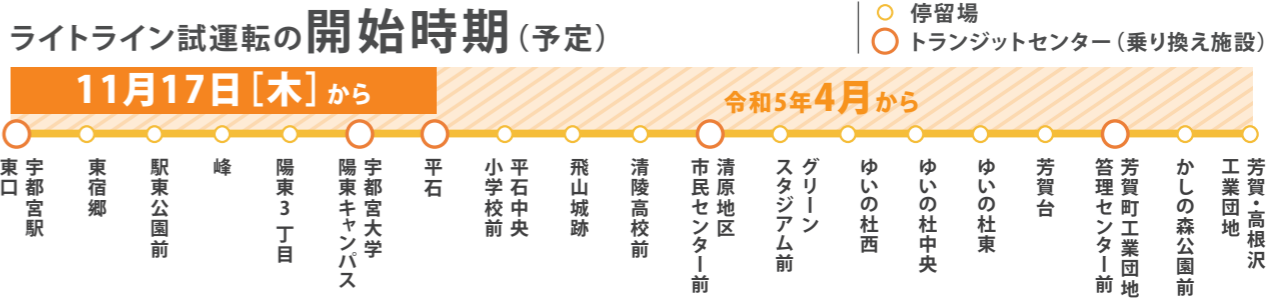 ライトライン試運転の開始時期（予定）
停留場
トランジットセンター（乗り換え施設）
11月17日［木］から
令和5年4月から
宇都宮駅
東口
東宿郷
駅東公園前
峰
陽東3丁目
宇都宮大学
陽東キャンパス
平石
平石中央
小学校前
飛山城跡
清陵高校前
清原地区
市民センター前
グリーン
スタジアム前
ゆいの杜西
ゆいの杜中央
ゆいの杜東
芳賀台
芳賀町工業団地
管理センター前
かしの森公園前
芳賀・高根沢
工業団地